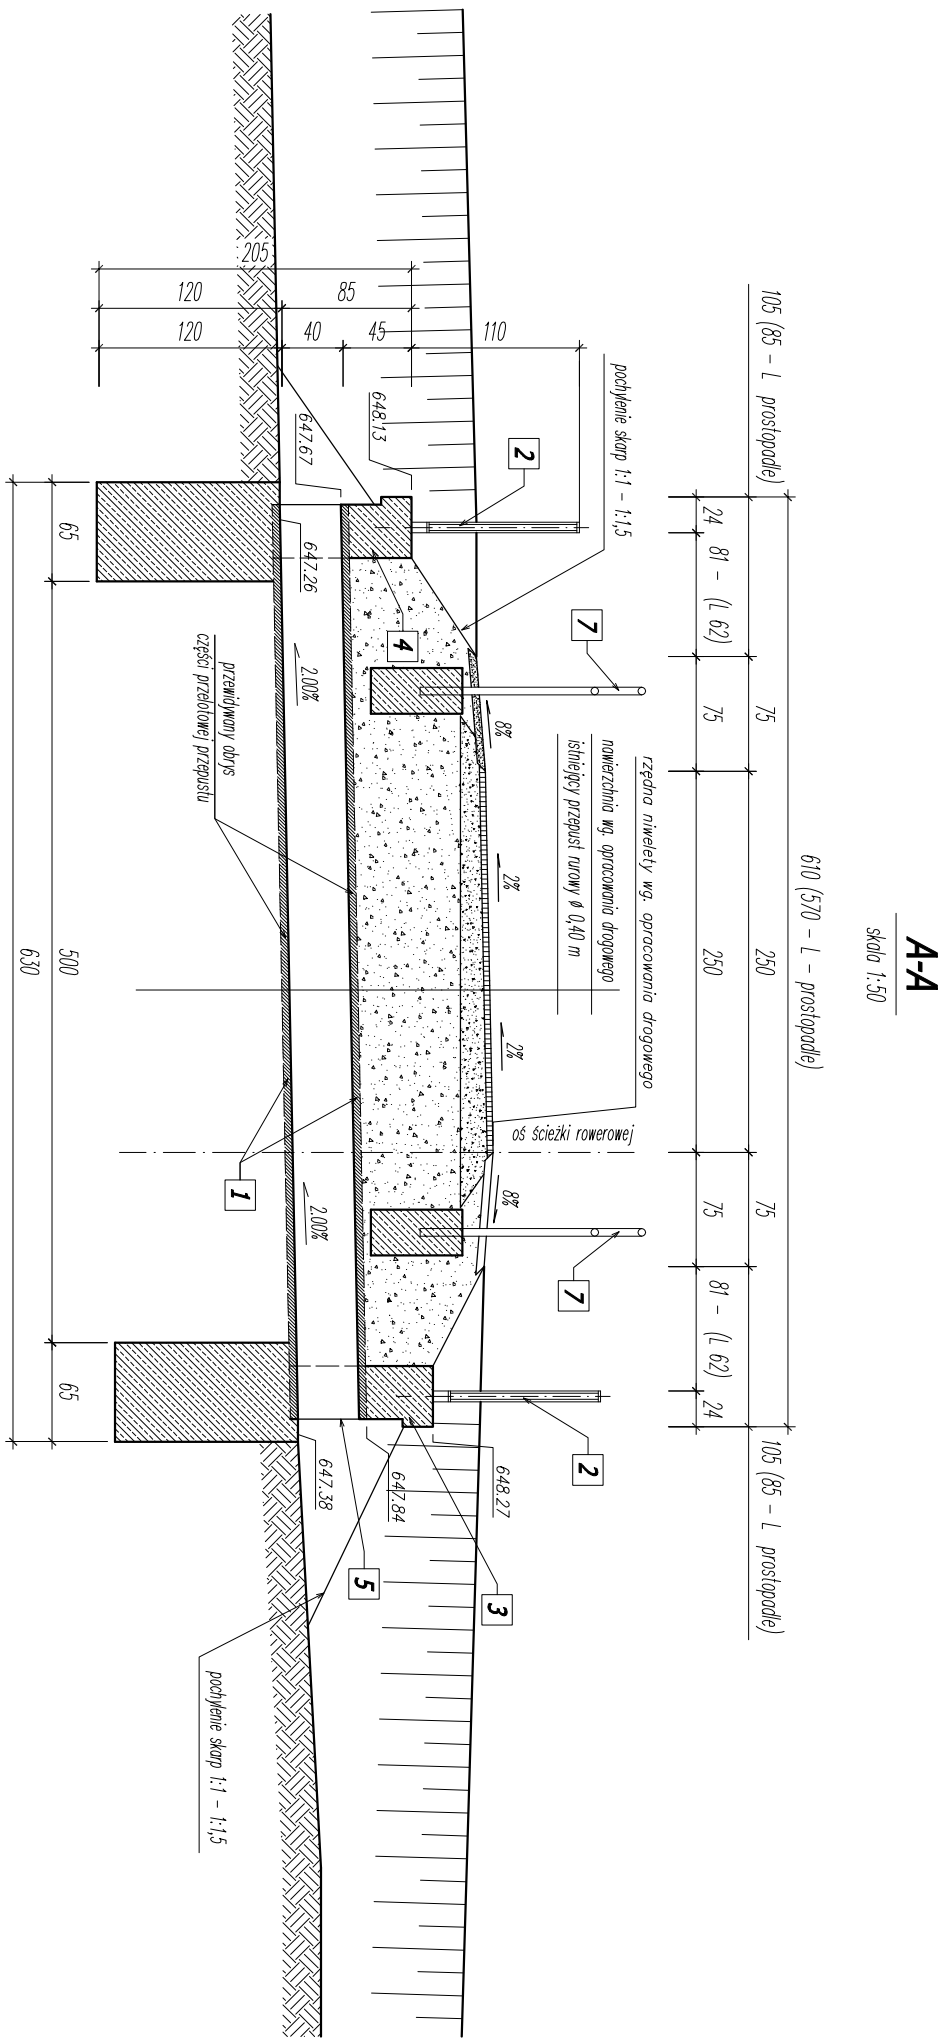 A-A
skala 1:50
610 (570 - L - prostopadle)
105 (85 - L prostopadle)
75
250
75
105 (85 - L prostopadle)
24
81 - (L 62)
75
250
75
81 - (L 62)
24
rzędna niwelety wg. opracowania drogowego
nawierzchnia wg. opracowania drogowego
istniejący przepust rurowy ø 0,40 m
oś ścieżki rowerowej
pochylenie skarp 1:1 - 1:1,5
2
7
7
2
8%
2%
2%
8%
110
45
40
120
85
120
205
648.13
647.67
647.26
4
2.00%
2.00%
648.27
647.84
647.38
3
5
1
przewidywany obrys
części przelotowej przepustu
pochylenie skarp 1:1 - 1:1,5
65
500
65
630